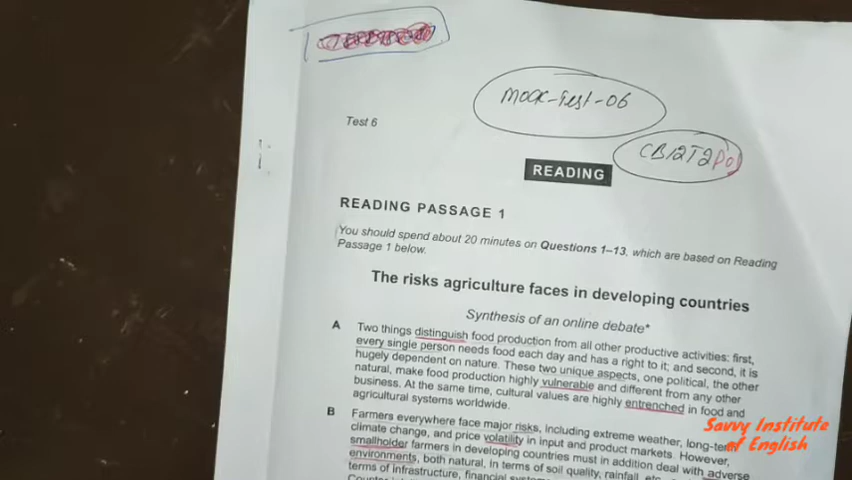 Mock-Test-06
Test 6
CB12T2P01
READING
READING PASSAGE 1
You should spend about 20 minutes on Questions 1–13, which are based on Reading
Passage 1 below.
The risks agriculture faces in developing countries
Synthesis of an online debate*
A Two things distinguish food production from all other productive activities: first,
every single person needs food each day and has a right to it; and second, it is
hugely dependent on nature. These two unique aspects, one political, the other
natural, make food production highly vulnerable and different from any other
business. At the same time, cultural values are highly entrenched in food and
agricultural systems worldwide.
B Farmers everywhere face major risks, including extreme weather, long-term
climate change, and price volatility in input and product markets. However,
smallholder farmers in developing countries must in addition deal with adverse
environments, both natural, in terms of soil quality, rainfall, etc.
terms of infrastructure, financial
Savvy Institute
of English